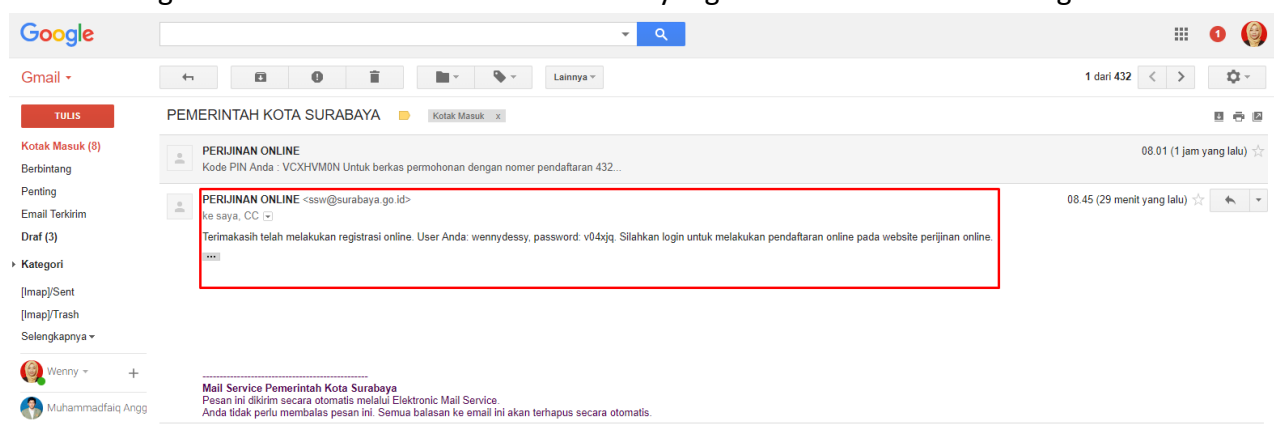 yang
Google
1
Gmail
Lainnya
1 dari 432
TULIS
PEMERINTAH KOTA SURABAYA
Kotak Masuk x
Kotak Masuk (8)
PERIJINAN ONLINE
08.01 (1 jam yang lalu)
Kode PIN Anda : VCXHVM0N Untuk berkas permohonan dengan nomer pendaftaran 432...
Berbintang
Penting
PERIJINAN ONLINE <ssw@surabaya.go.id>
08.45 (29 menit yang lalu)
Email Terkirim
ke saya, CC
Draf (3)
Terimakasih telah melakukan registrasi online. User Anda: wennydessy, password: v04xjq. Silahkan login untuk melakukan pendaftaran online pada website perijinan online.
...
Kategori
[Imap]/Sent
[Imap]/Trash
Selengkapnya
Wenny
+
------------------------------------------------
Mail Service Pemerintah Kota Surabaya
Pesan ini dikirim secara otomatis melalui Elektronic Mail Service.
Anda tidak perlu membalas pesan ini. Semua balasan ke email ini akan terhapus secara otomatis.
Muhammadfaiq Angg